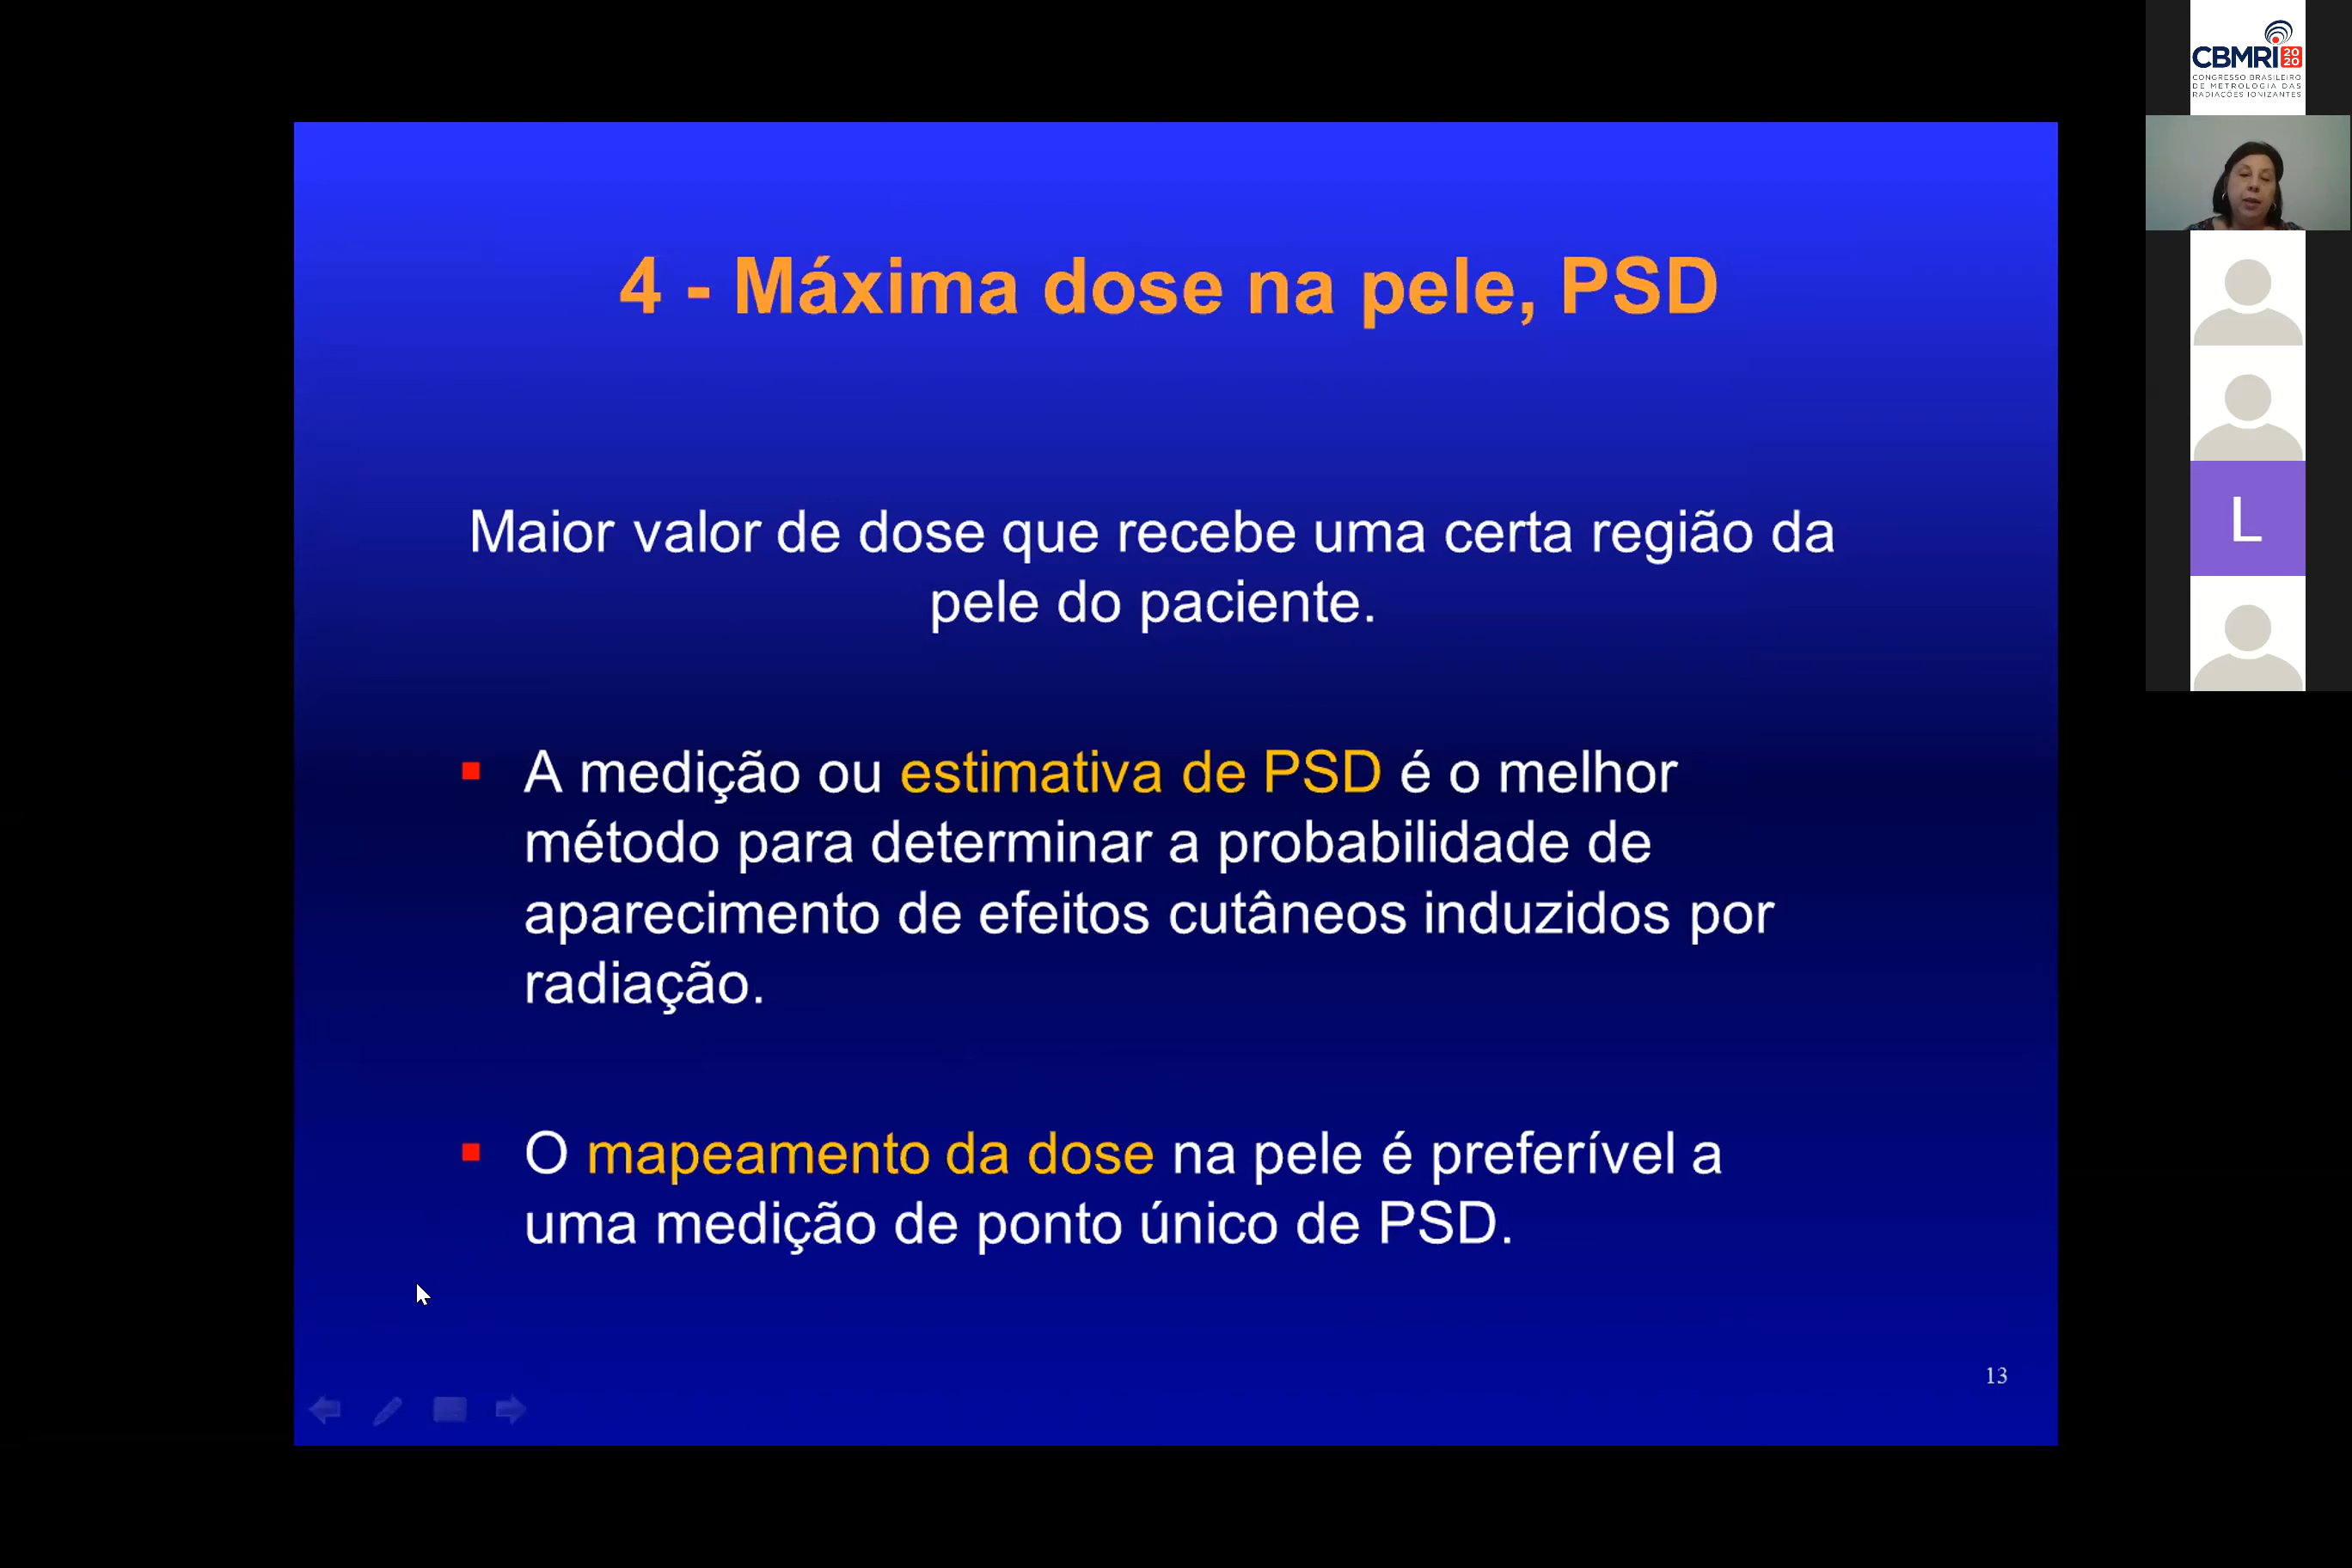 4 - Máxima dose na pele, PSD
Maior valor de dose que recebe uma certa região da
pele do paciente.
A medição ou estimativa de PSD é o melhor
método para determinar a probabilidade de
aparecimento de efeitos cutâneos induzidos por
radiação.
O mapeamento da dose na pele é preferível a
uma medição de ponto único de PSD.
13
CBMRI 20
20
CONGRESSO BRASILEIRO
DE METROLOGIA DAS
RADIAÇÕES IONIZANTES
L